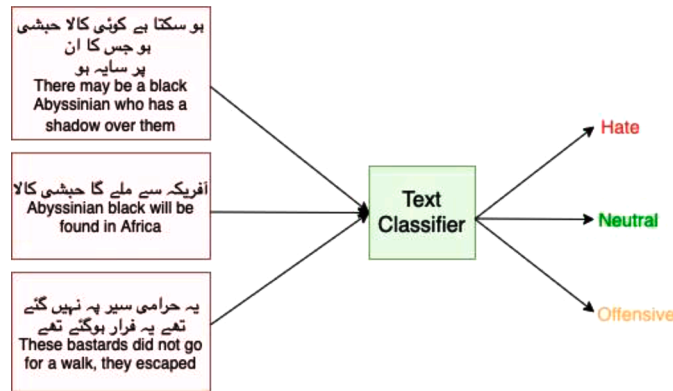 ہو سکتا ہے کوئی کالا حبشی
ہو جس کا ان
پر سایہ ہو
There may be a black
Abyssinian who has a
shadow over them
افریکہ سے ملے گا حبشی کالا
Abyssinian black will be
found in Africa
یہ حرامی سیر پہ نہیں گئے
تھے یہ فرار ہوگئے تھے
These bastards did not go
for a walk, they escaped
Text
Classifier
Hate
Neutral
Offensive